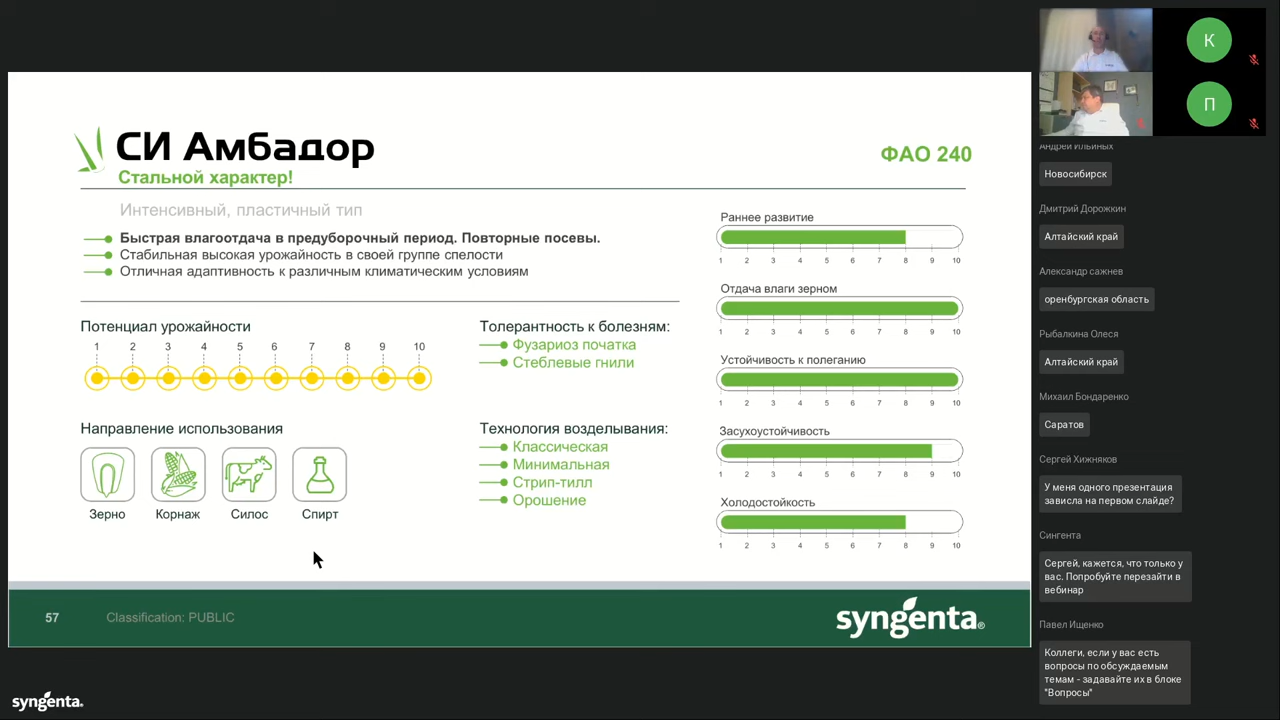 СИ Амбадор
Стальной характер!
ФАО 240
Интенсивный, пластичный тип
Быстрая влагоотдача в предуборочный период. Повторные посевы.
Стабильная высокая урожайность в своей группе спелости
Отличная адаптивность к различным климатическим условиям
Потенциал урожайности
1 2 3 4 5 6 7 8 9 10
Направление использования
Зерно Корнаж Силос Спирт
Толерантность к болезням:
Фузариоз початка
Стеблевые гнили
Технология возделывания:
Классическая
Минимальная
Стрип-тилл
Орошение
Раннее развитие
1 2 3 4 5 6 7 8 9 10
Отдача влаги зерном
1 2 3 4 5 6 7 8 9 10
Устойчивость к полеганию
1 2 3 4 5 6 7 8 9 10
Засухоустойчивость
1 2 3 4 5 6 7 8 9 10
Холодостойкость
1 2 3 4 5 6 7 8 9 10
57
Classification: PUBLIC
syngenta®
syngenta.
К
П
Андрей Ильиных
Новосибирск
Дмитрий Дорожкин
Алтайский край
Александр сажнев
оренбургская область
Рыбалкина Олеся
Алтайский край
Михаил Бондаренко
Саратов
Сергей Хижняков
У меня одного презентация
зависла на первом слайде?
Сингента
Сергей, кажется, что только у
вас. Попробуйте перезайти в
вебинар
Павел Ищенко
Коллеги, если у вас есть
вопросы по обсуждаемым
темам - задавайте их в блоке
"Вопросы"